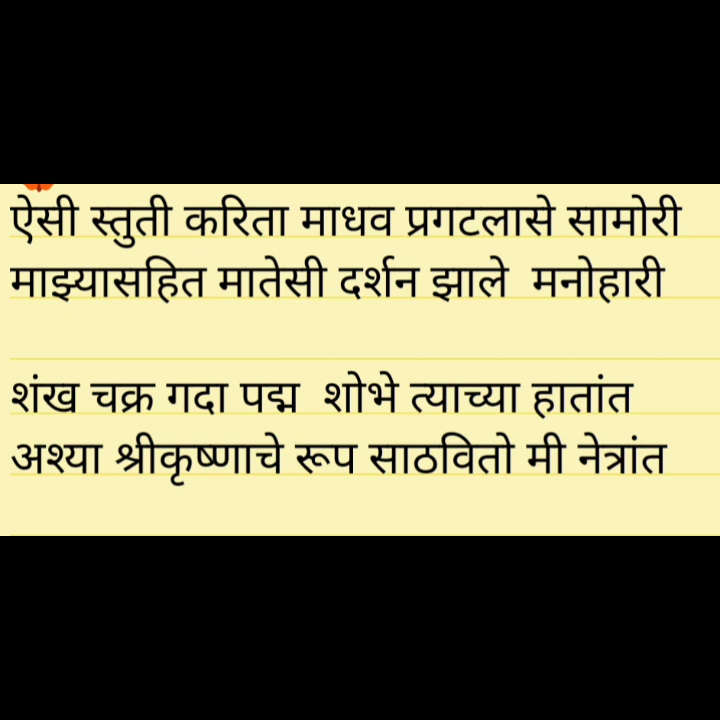 ऐसी स्तुती करिता माधव प्रगटलासे सामोरी
माझ्यासहित मातेसी दर्शन झाले मनोहारी
शंख चक्र गदा पद्म शोभे त्याच्या हातांत
अश्या श्रीकृष्णाचे रूप साठवितो मी नेत्रांत